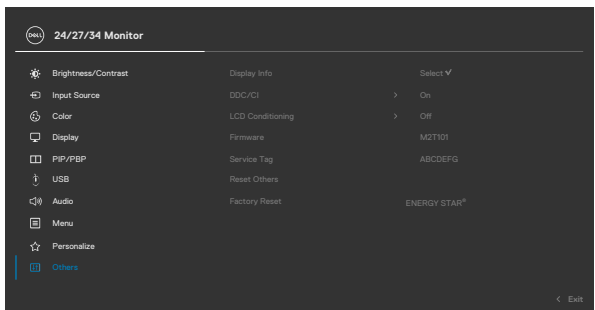 DELL 24/27/34 Monitor
Brightness/Contrast Display Info Select ✓
Input Source DDC/CI > On
Color LCD Conditioning > Off
Display Firmware M2T101
PIP/PBP Service Tag ABCDEFG
USB Reset Others
Audio Factory Reset ENERGY STAR®
Menu
Personalize
Others
< Exit